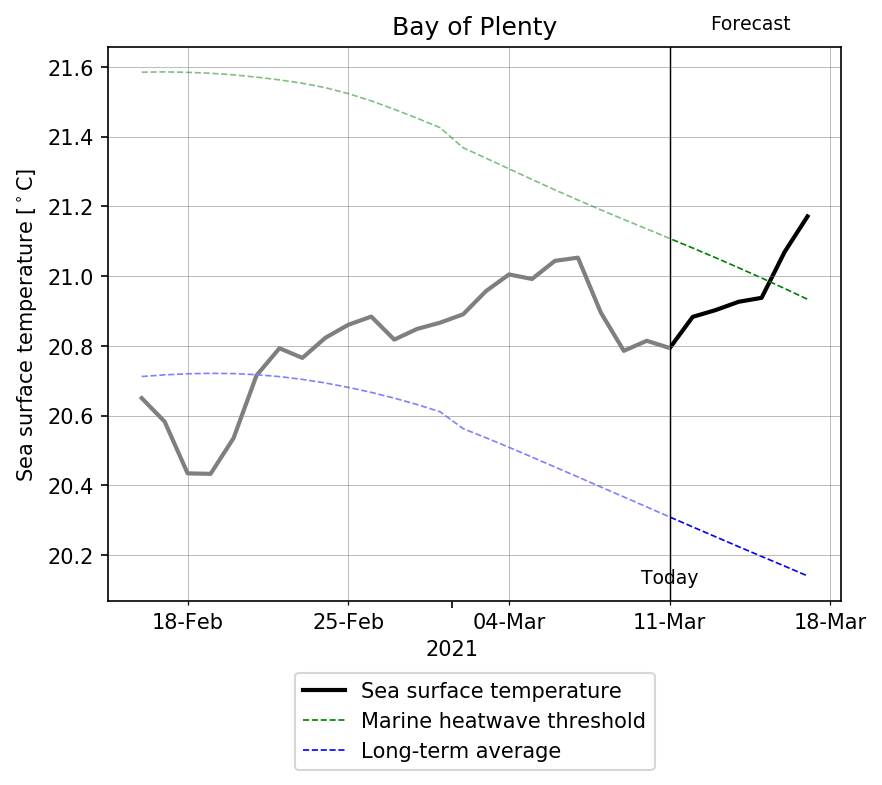 Bay of Plenty
Forecast
Sea surface temperature [°C]
21.6
21.4
21.2
21.0
20.8
20.6
20.4
20.2
Today
18-Feb 25-Feb 04-Mar 11-Mar 18-Mar
2021
Sea surface temperature
Marine heatwave threshold
Long-term average